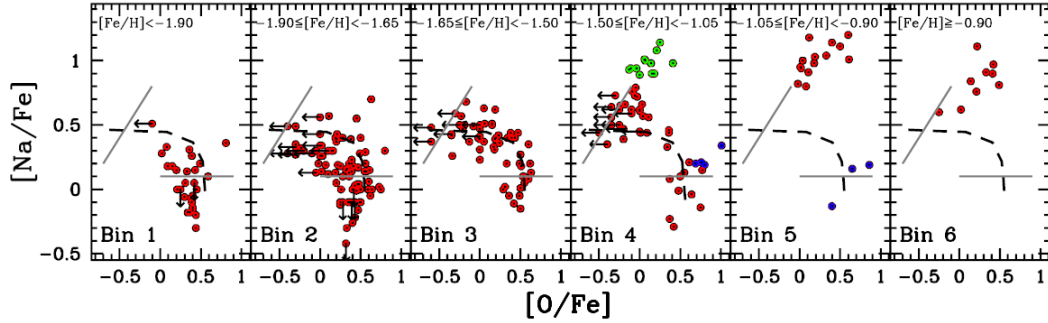 [Fe/H]<−1.90
−1.90≤[Fe/H]<−1.65
−1.65≤[Fe/H]<−1.50
−1.50≤[Fe/H]<−1.05
−1.05≤[Fe/H]<−0.90
[Fe/H]≥−0.90
1
0.5
0
−0.5
[Na/Fe]
Bin 1
Bin 2
Bin 3
Bin 4
Bin 5
Bin 6
−0.5 0 0.5 1
−0.5 0 0.5 1
−0.5 0 0.5 1
−0.5 0 0.5 1
−0.5 0 0.5 1
−0.5 0 0.5 1
[O/Fe]